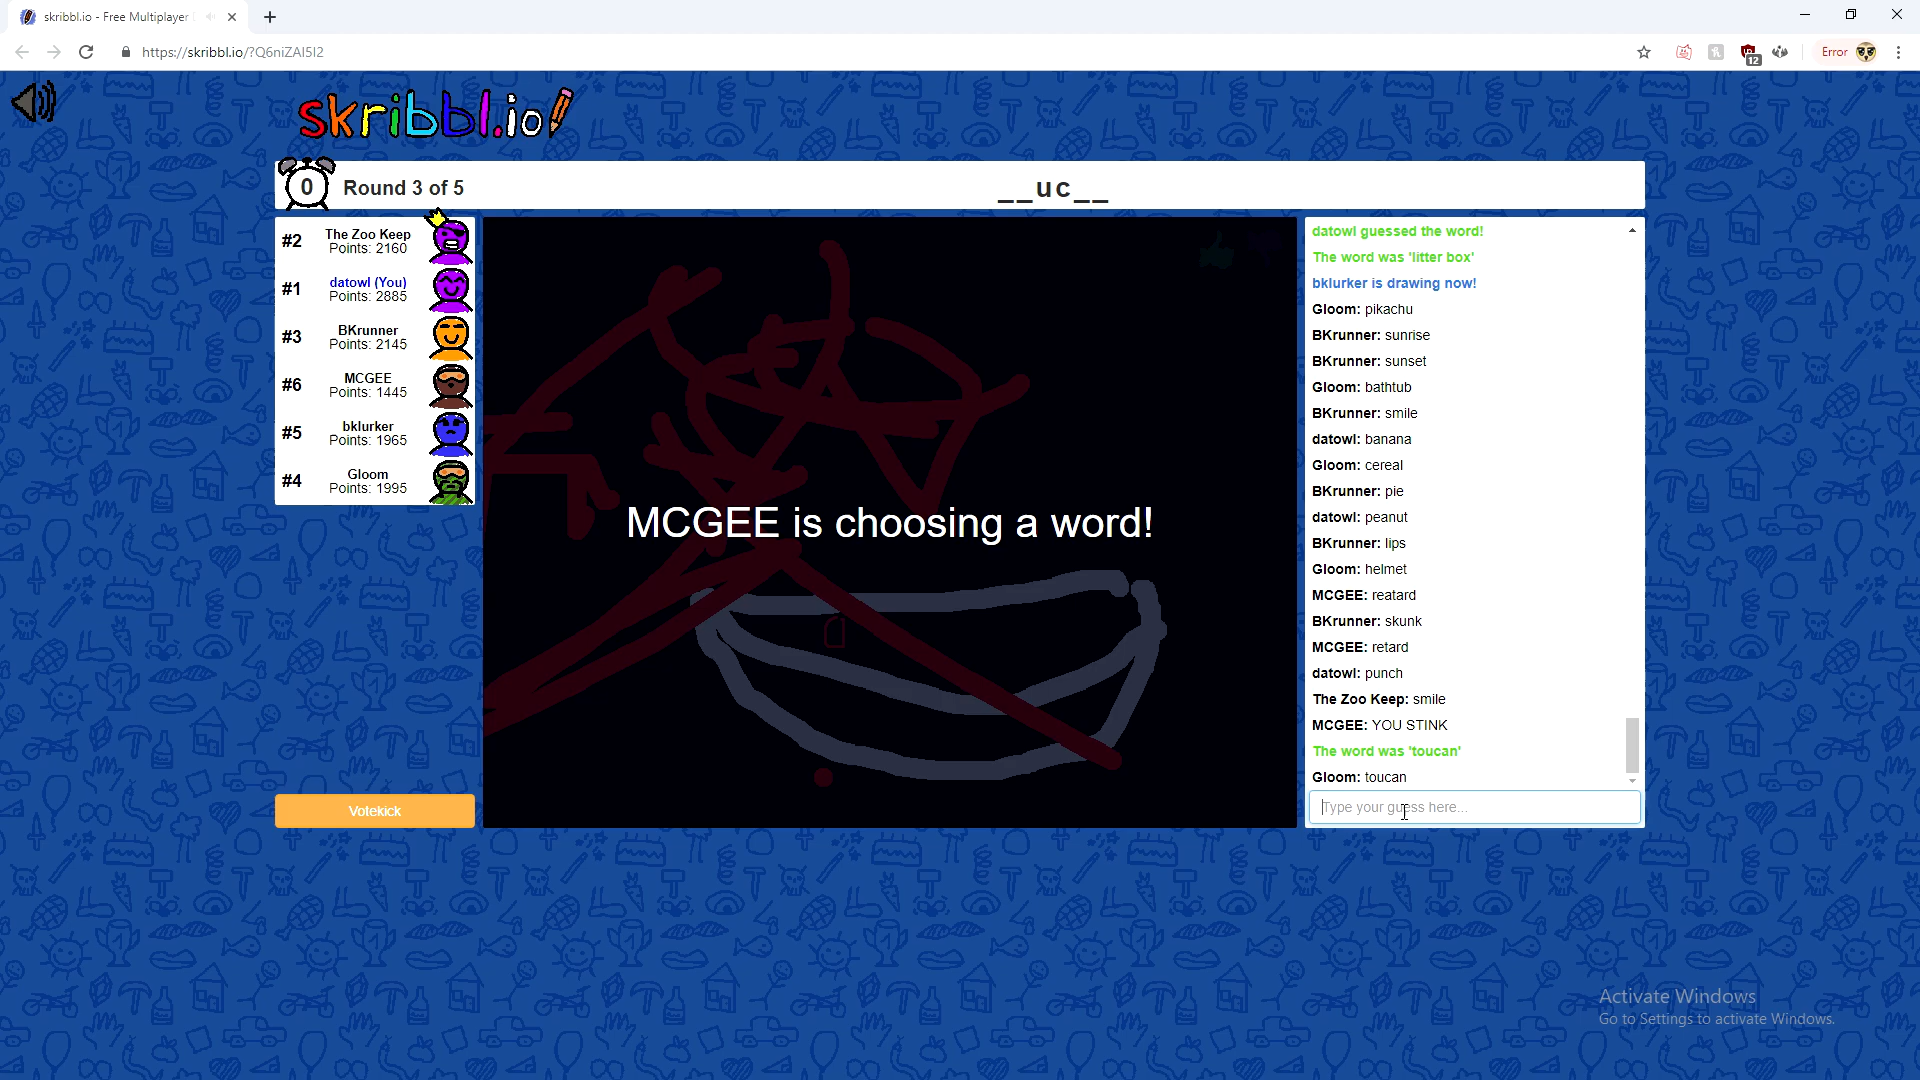 skribbl.io - Free Multiplayer
https://skribbl.io/?Q6niZAI5I2
12
Error
skribbl.io
0
Round 3 of 5
__uc__
#2
The Zoo Keep
Points: 2160
#1
datowl (You)
Points: 2885
#3
BKrunner
Points: 2145
#6
MCGEE
Points: 1445
#5
bklurker
Points: 1965
#4
Gloom
Points: 1995
Votekick
MCGEE is choosing a word!
datowl guessed the word!
The word was 'litter box'
bklurker is drawing now!
Gloom: pikachu
BKrunner: sunrise
BKrunner: sunset
Gloom: bathtub
BKrunner: smile
datowl: banana
Gloom: cereal
BKrunner: pie
datowl: peanut
BKrunner: lips
Gloom: helmet
MCGEE: reatard
BKrunner: skunk
MCGEE: retard
datowl: punch
The Zoo Keep: smile
MCGEE: YOU STINK
The word was 'toucan'
Gloom: toucan
Type your guess here...
Activate Windows
Go to Settings to activate Windows.